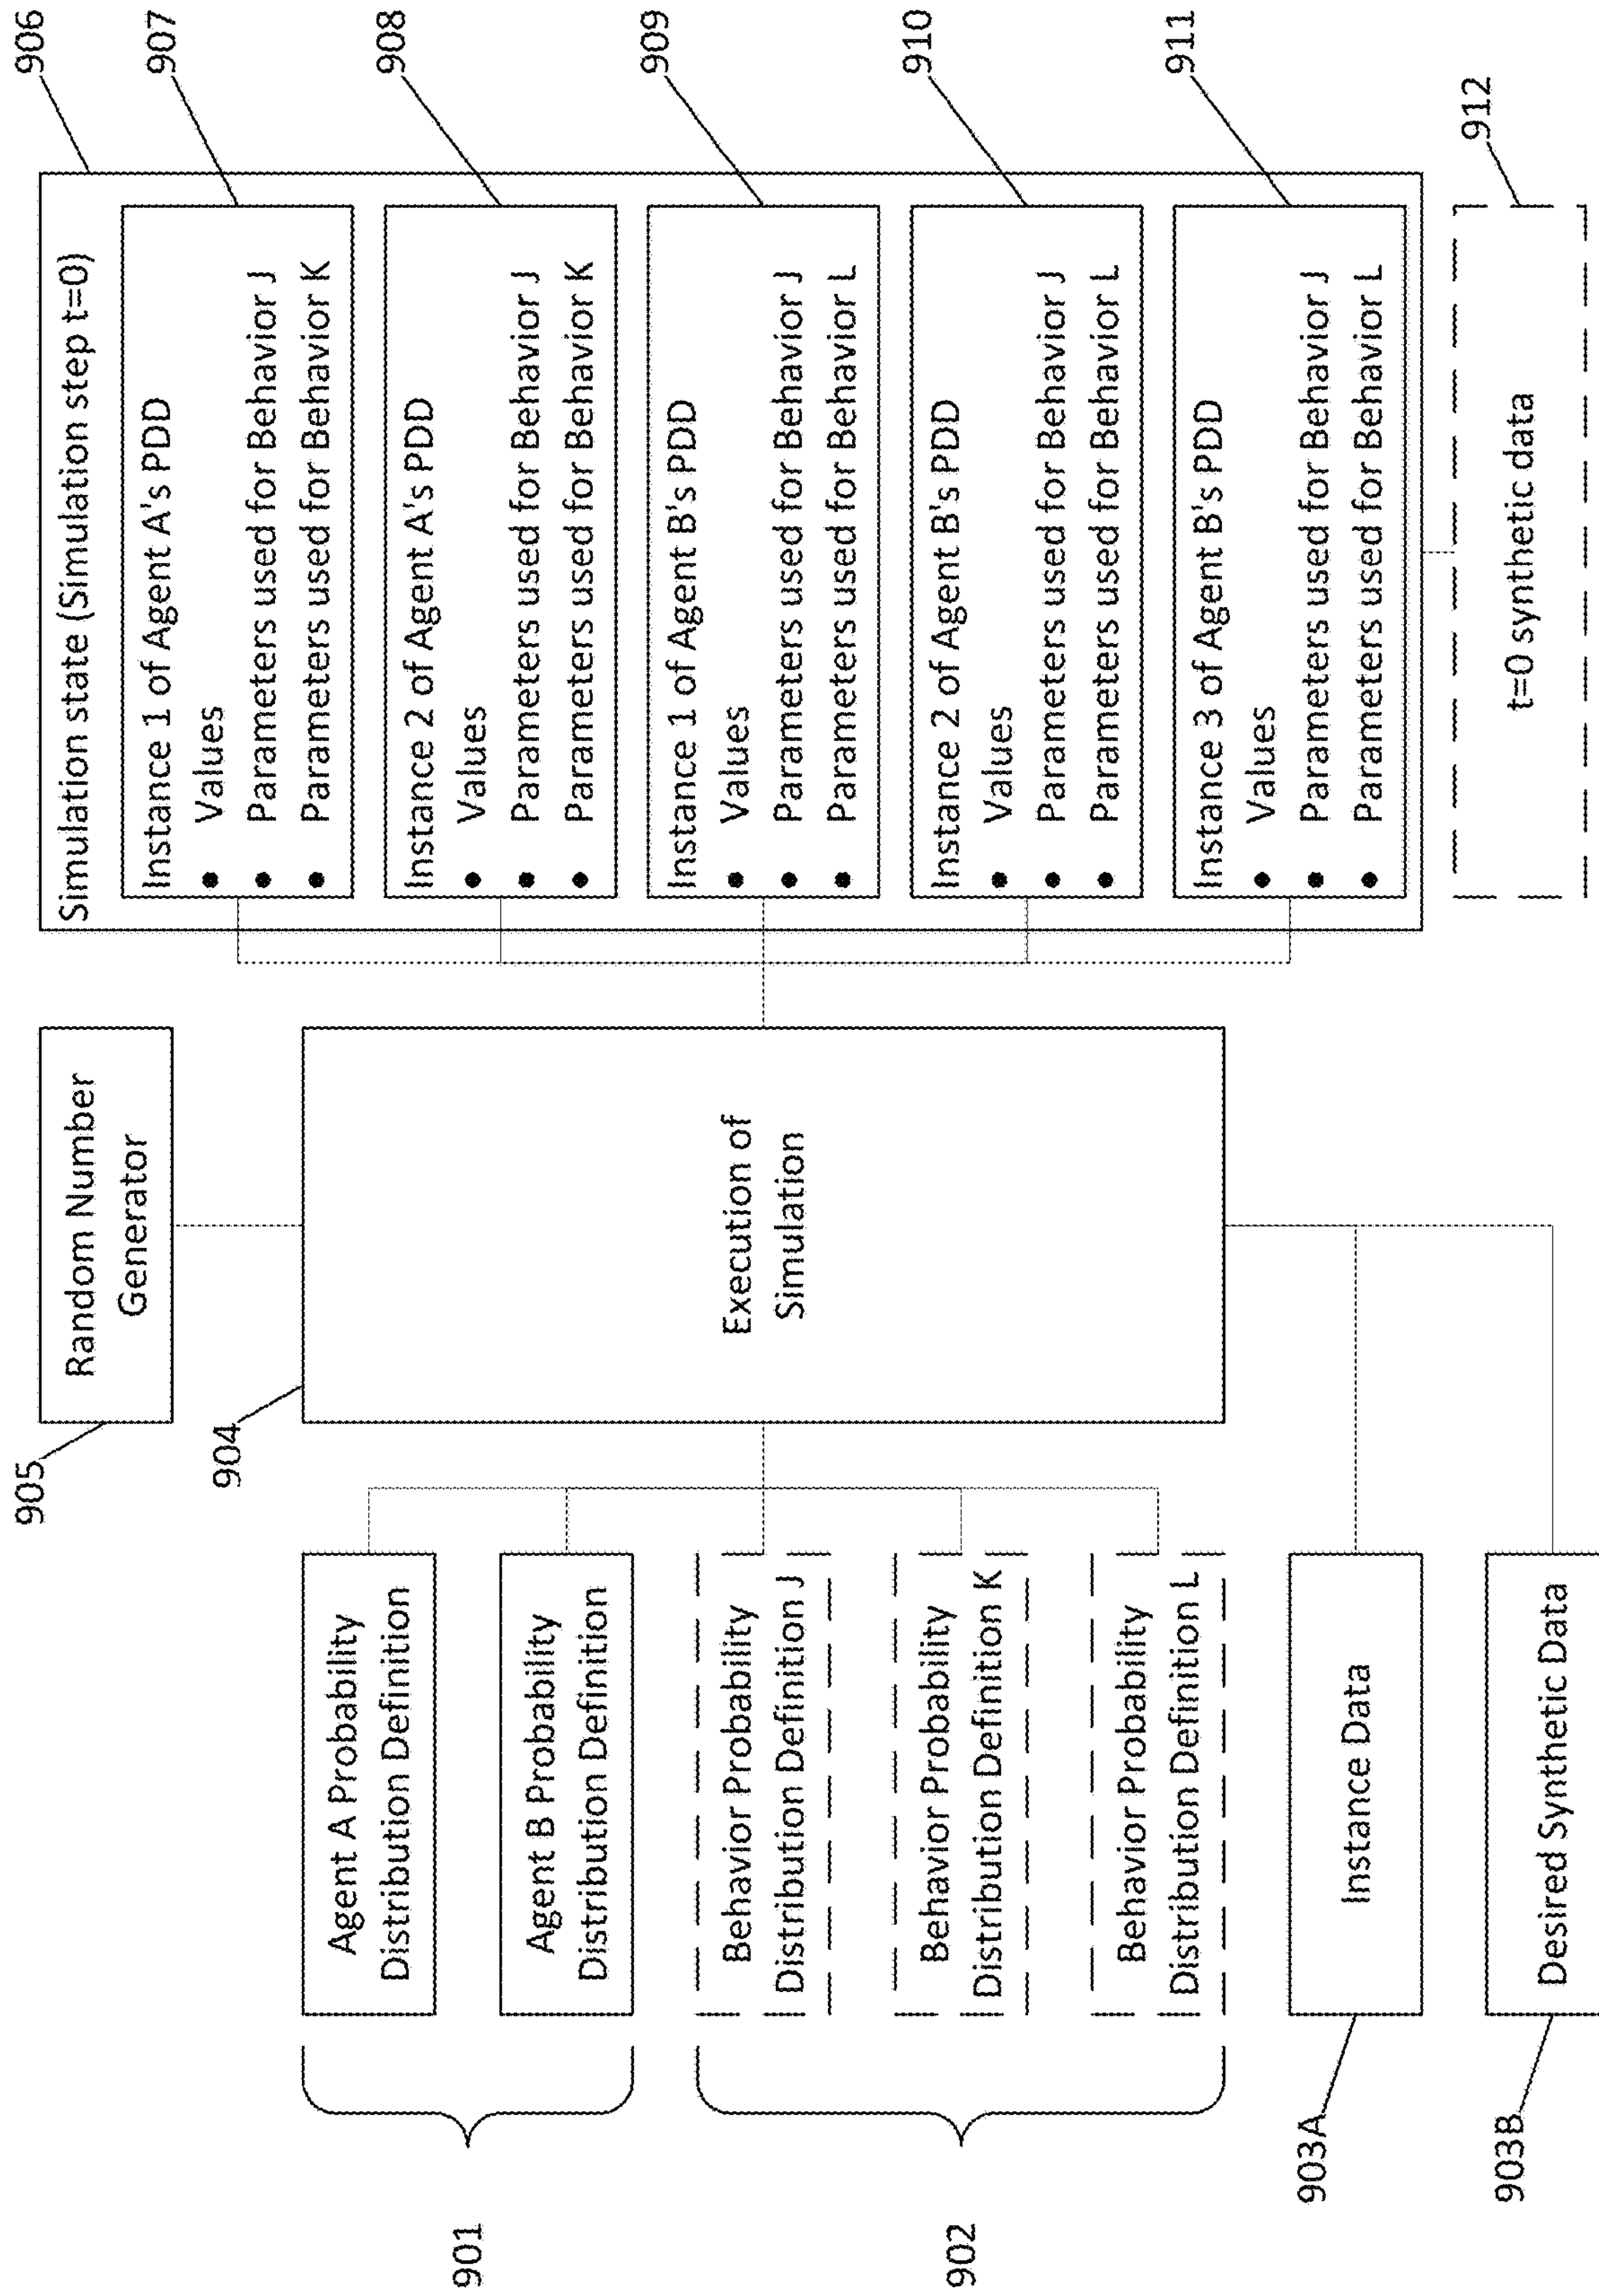 901
902
903A
903B
Agent A Probability
Distribution Definition
Agent B Probability
Distribution Definition
Behavior Probability
Distribution Definition J
Behavior Probability
Distribution Definition K
Behavior Probability
Distribution Definition L
Instance Data
Desired Synthetic Data
905
Random Number
Generator
904
Execution of
Simulation
906
Simulation state (Simulation step t=0)
907
Instance 1 of Agent A's PDD
● Values
● Parameters used for Behavior J
● Parameters used for Behavior K
908
Instance 2 of Agent A's PDD
● Values
● Parameters used for Behavior J
● Parameters used for Behavior K
909
Instance 1 of Agent B's PDD
● Values
● Parameters used for Behavior J
● Parameters used for Behavior L
910
Instance 2 of Agent B's PDD
● Values
● Parameters used for Behavior J
● Parameters used for Behavior L
911
Instance 3 of Agent B's PDD
● Values
● Parameters used for Behavior J
● Parameters used for Behavior L
912
t=0 synthetic data